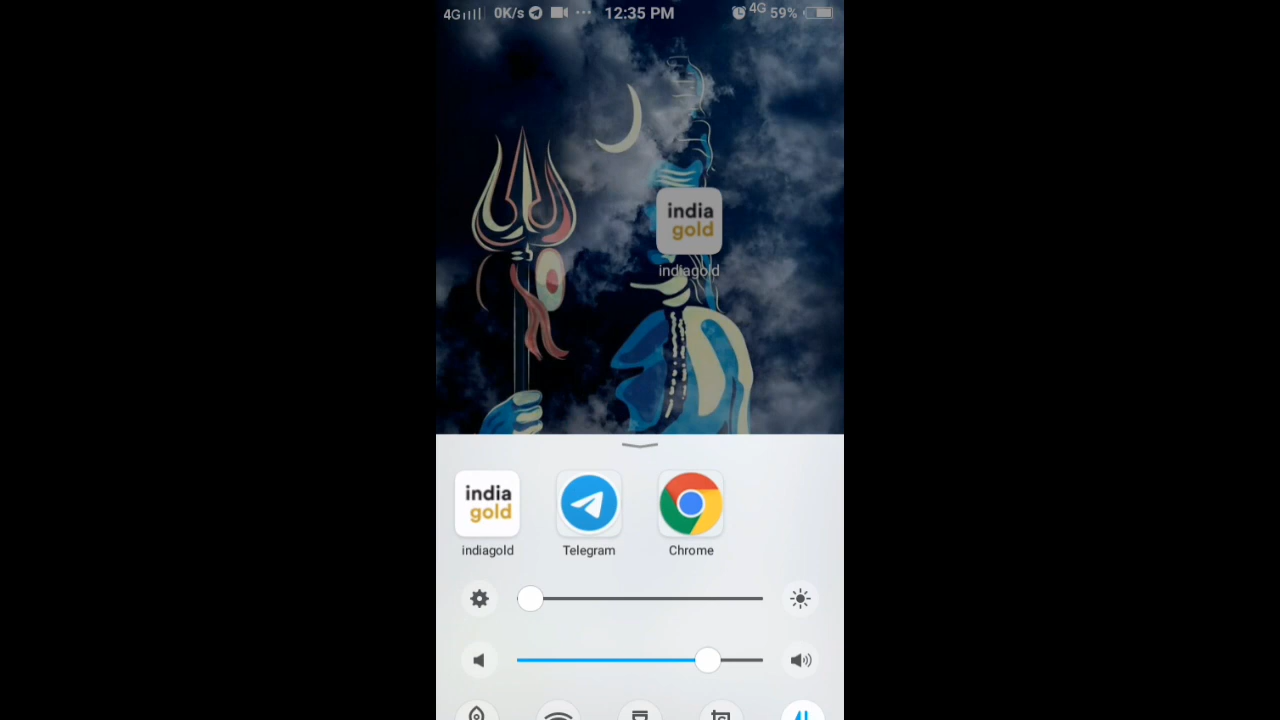 4G 0K/s ··· 12:35 PM 4G 59%
india
gold
indiagold
india
gold
indiagold Telegram Chrome